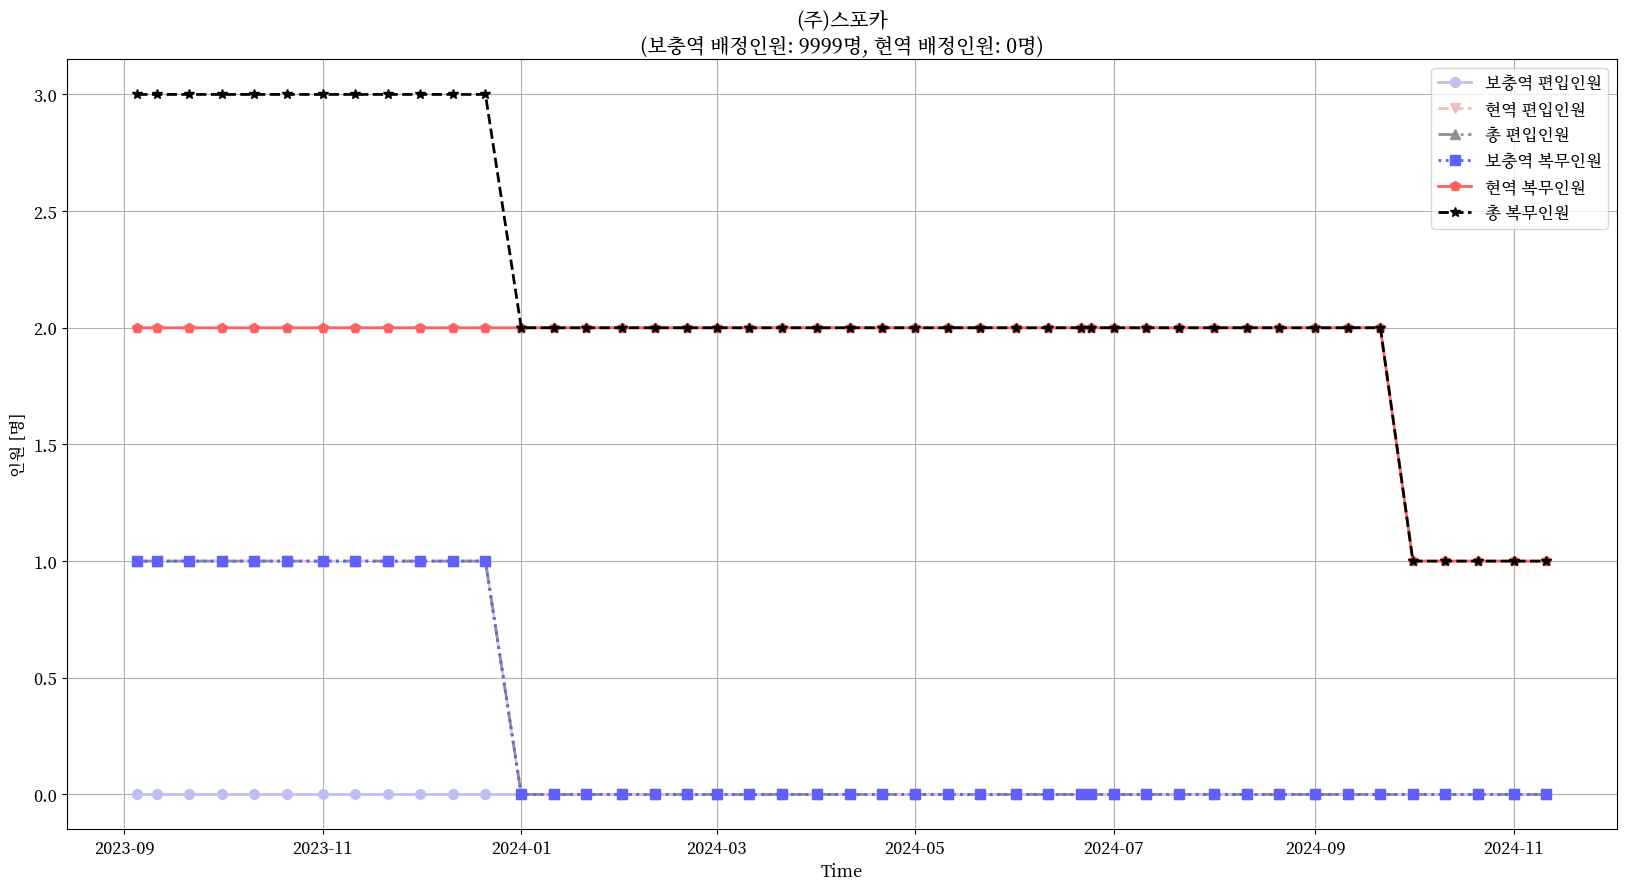 (주)스포카
(보충역 배정인원: 9999명, 현역 배정인원: 0명)
보충역 편입인원
현역 편입인원
총 편입인원
보충역 복무인원
현역 복무인원
총 복무인원
인원 [명]
3.0
2.5
2.0
1.5
1.0
0.5
0.0
2023-09
2023-11
2024-01
2024-03
2024-05
2024-07
2024-09
2024-11
Time